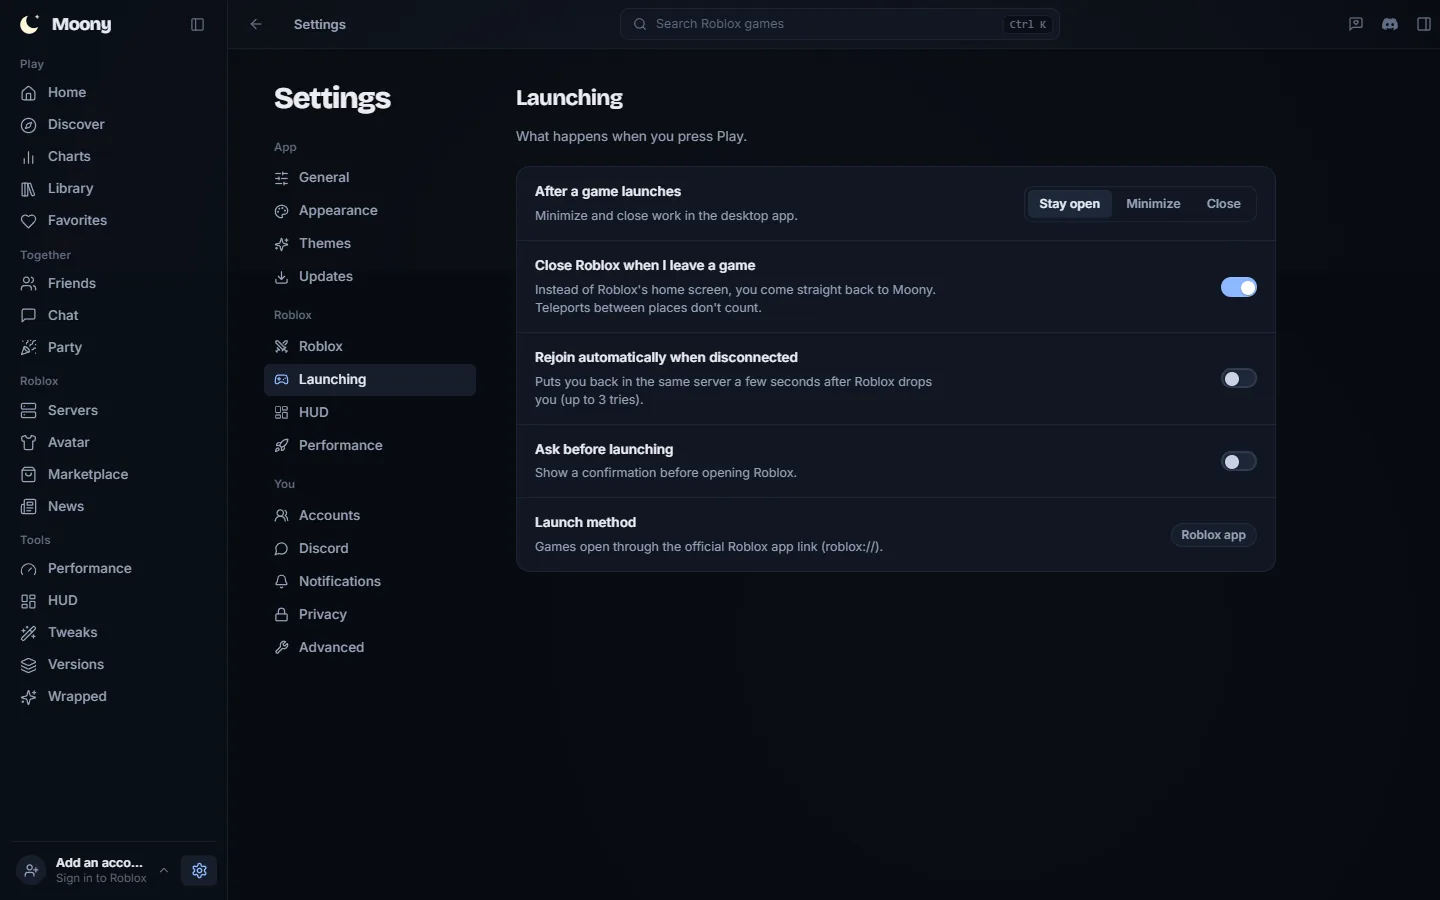 Moony
Settings
Search Roblox games
Ctrl K
Play
Home
Discover
Charts
Library
Favorites
Together
Friends
Chat
Party
Roblox
Servers
Avatar
Marketplace
News
Tools
Performance
HUD
Tweaks
Versions
Wrapped
Add an acco...
Sign in to Roblox
Settings
App
General
Appearance
Themes
Updates
Roblox
Roblox
Launching
HUD
Performance
You
Accounts
Discord
Notifications
Privacy
Advanced
Launching
What happens when you press Play.
After a game launches
Minimize and close work in the desktop app.
Stay open
Minimize
Close
Close Roblox when I leave a game
Instead of Roblox's home screen, you come straight back to Moony.
Teleports between places don't count.
Rejoin automatically when disconnected
Puts you back in the same server a few seconds after Roblox drops
you (up to 3 tries).
Ask before launching
Show a confirmation before opening Roblox.
Launch method
Games open through the official Roblox app link (roblox://).
Roblox app